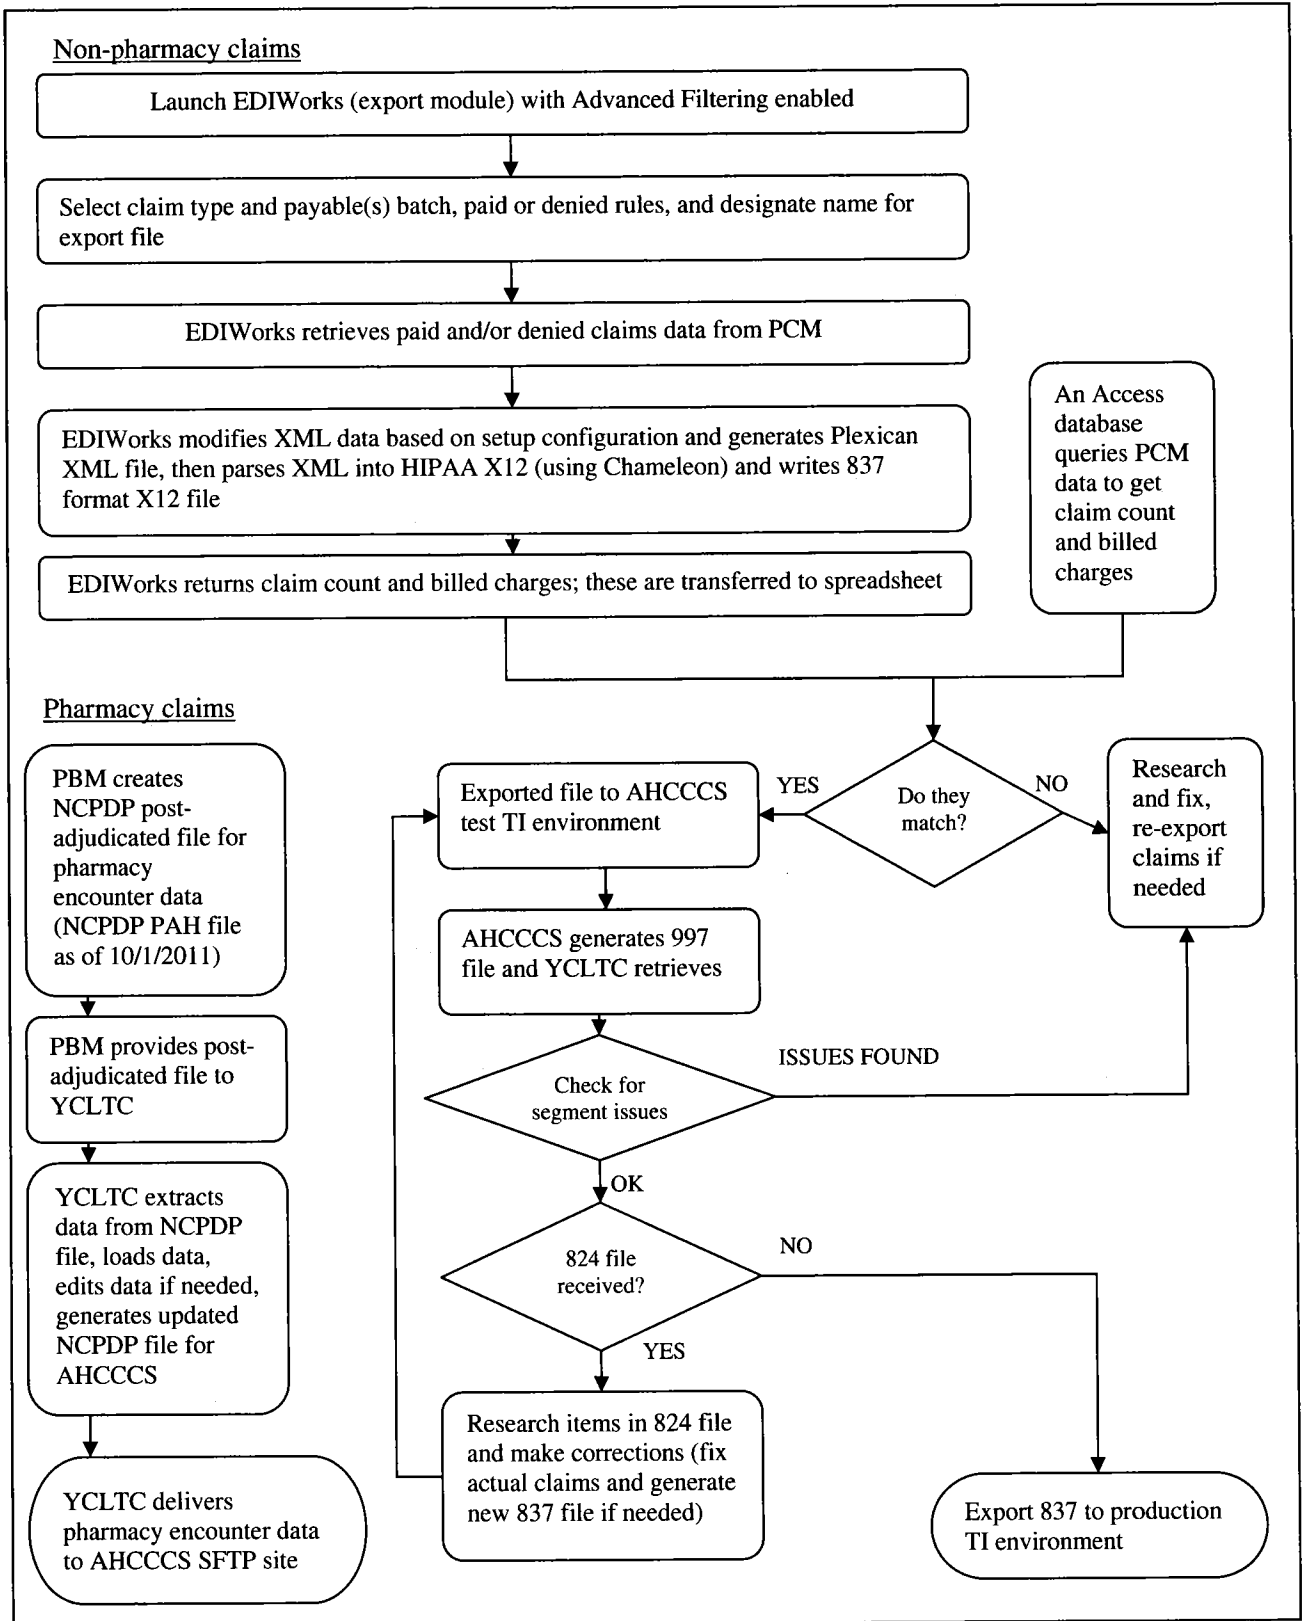 Non-pharmacy claims
Launch EDIWorks (export module) with Advanced Filtering enabled
Select claim type and payable(s) batch, paid or denied rules, and designate name for
export file
EDIWorks retrieves paid and/or denied claims data from PCM
EDIWorks modifies XML data based on setup configuration and generates Plexican
XML file, then parses XML into HIPAA X12 (using Chameleon) and writes 837
format X12 file
EDIWorks returns claim count and billed charges; these are transferred to spreadsheet
An Access
database
queries PCM
data to get
claim count
and billed
charges
Do they
match?
YES
NO
Research
and fix,
re-export
claims if
needed
Exported file to AHCCCS
test TI environment
AHCCCS generates 997
file and YCLTC retrieves
Check for
segment issues
ISSUES FOUND
OK
824 file
received?
NO
YES
Research items in 824 file
and make corrections (fix
actual claims and generate
new 837 file if needed)
Export 837 to production
TI environment
Pharmacy claims
PBM creates
NCPDP post-
adjudicated file for
pharmacy
encounter data
(NCPDP PAH file
as of 10/1/2011)
PBM provides post-
adjudicated file to
YCLTC
YCLTC extracts
data from NCPDP
file, loads data,
edits data if needed,
generates updated
NCPDP file for
AHCCCS
YCLTC delivers
pharmacy encounter data
to AHCCCS SFTP site